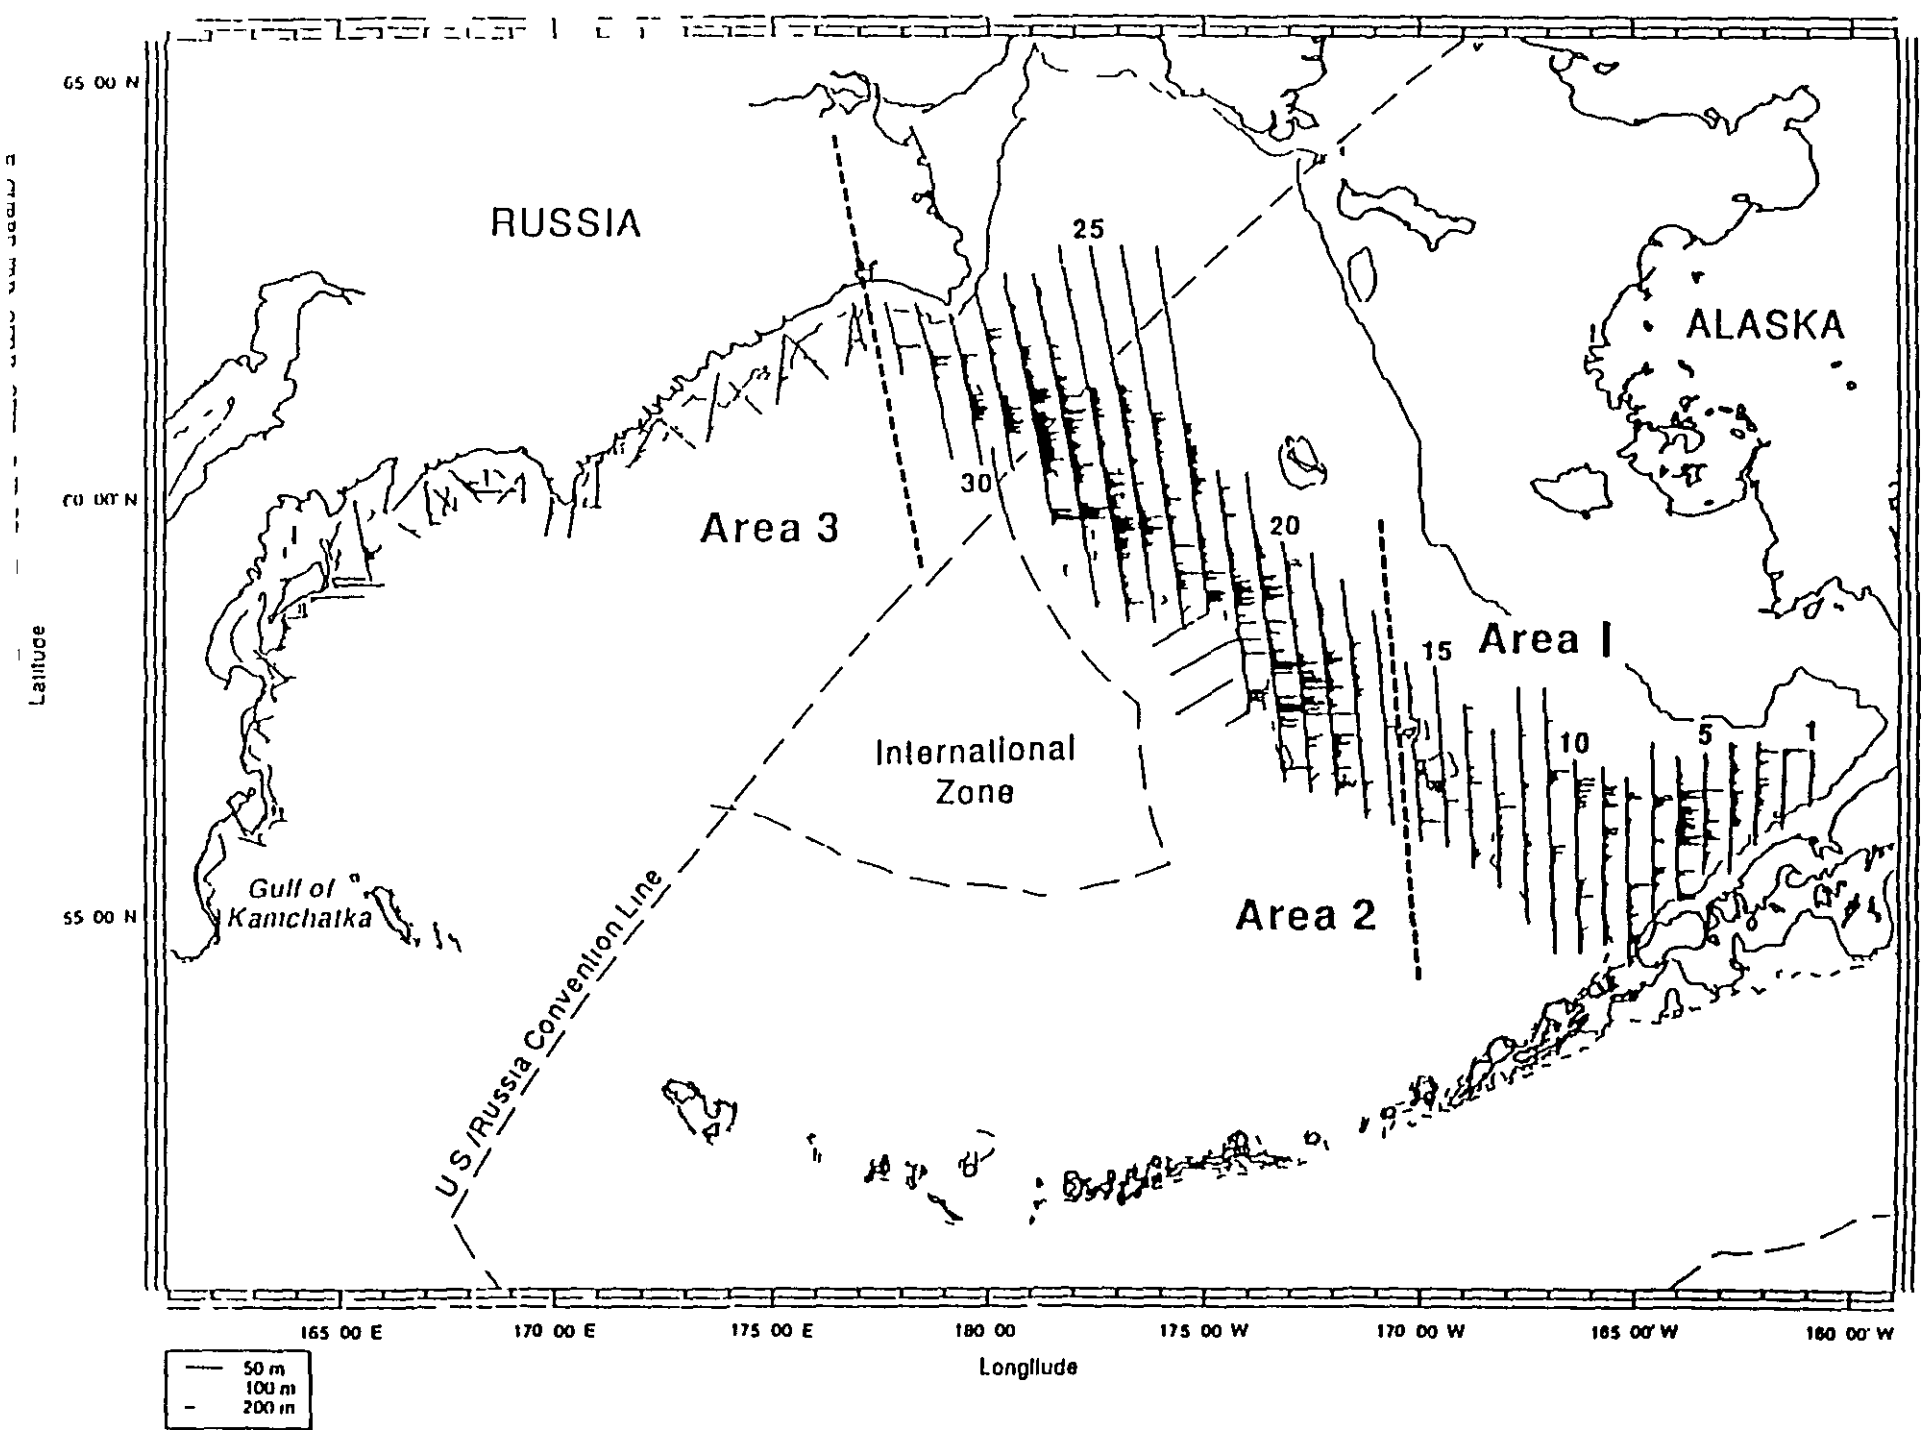 65 00 N
RUSSIA
25
ALASKA
30
00 00' N
Area 3
20
Area 1
15
Latitude
10
5
1
International
Zone
Gulf of
Kamchatka
55 00 N
Area 2
U S /Russia Convention Line
165 00 E
170 00 E
175 00 E
180 00
175 00 W
170 00 W
165 00' W
160 00' W
Longitude
50 m
100 m
200 m